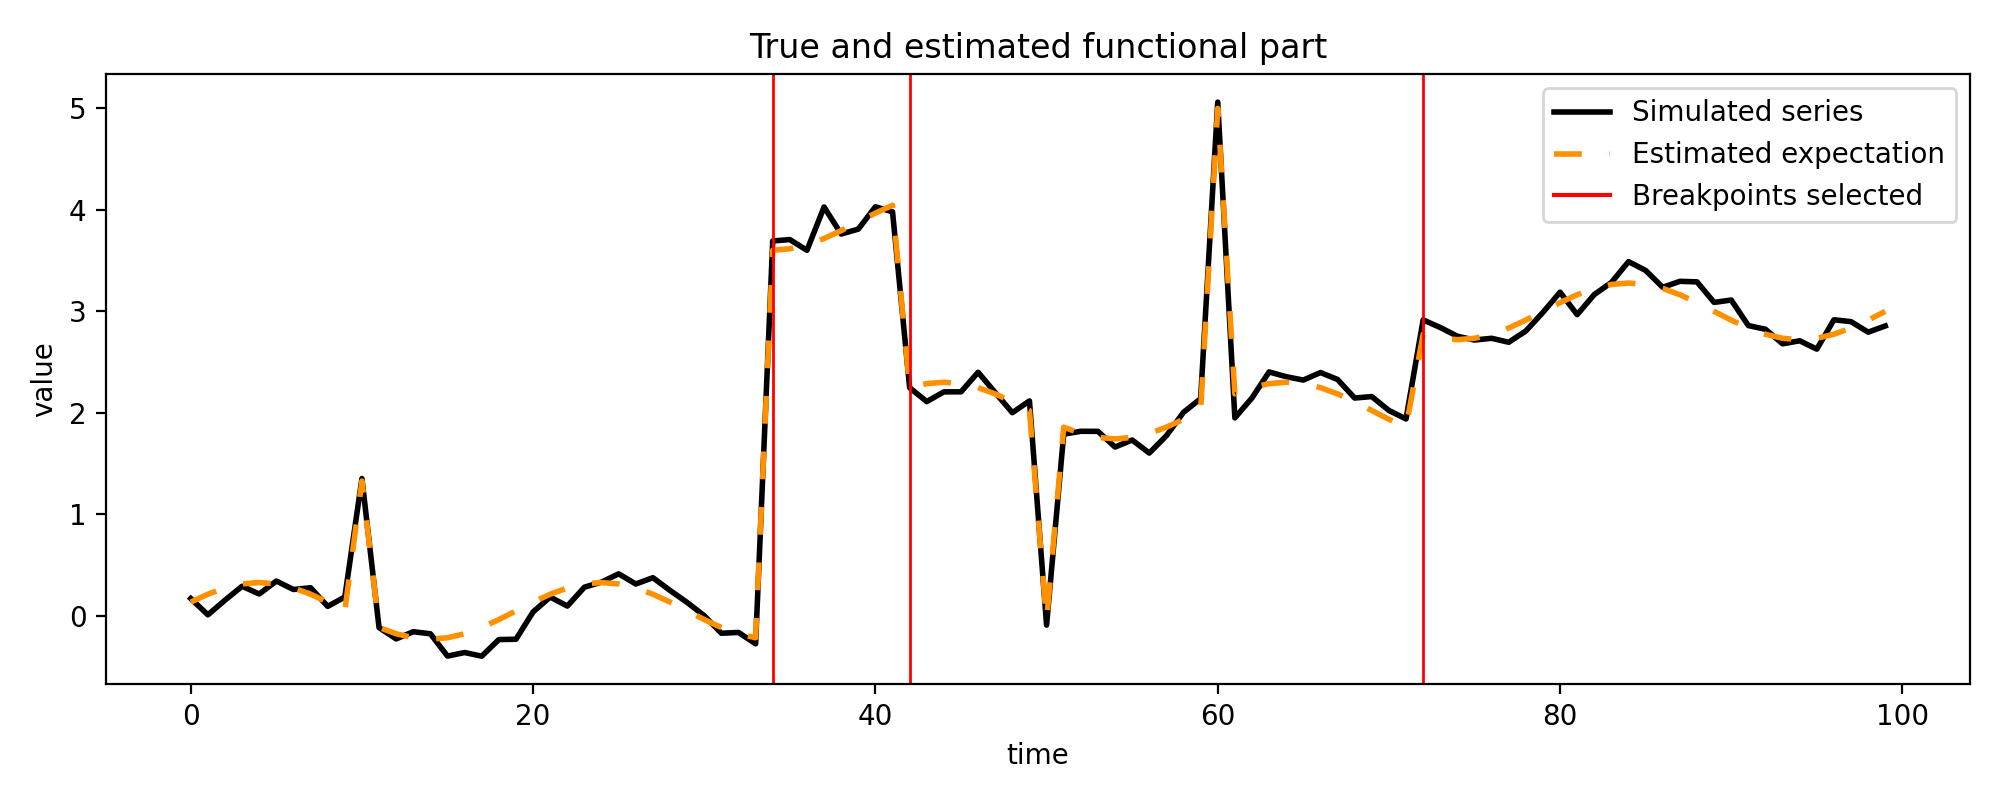 True and estimated functional part
5
4
3
2
1
0
value
0
20
40
60
80
100
time
Simulated series
Estimated expectation
Breakpoints selected